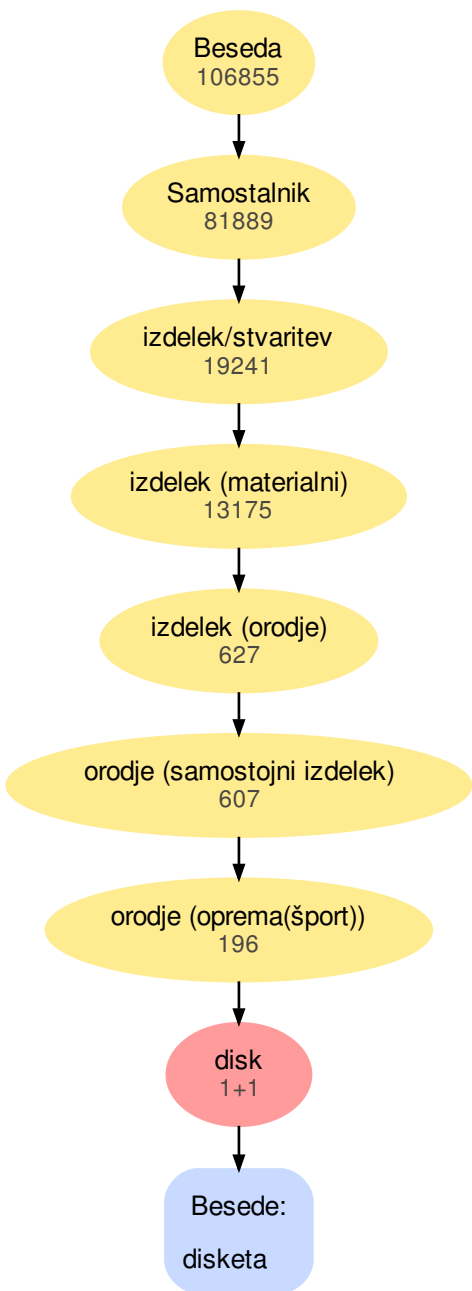 Beseda
106855
Samostalnik
81889
izdelek/stvaritev
19241
izdelek (materialni)
13175
izdelek (orodje)
627
orodje (samostojni izdelek)
607
orodje (oprema(šport))
196
disk
1+1
Besede:
disketa